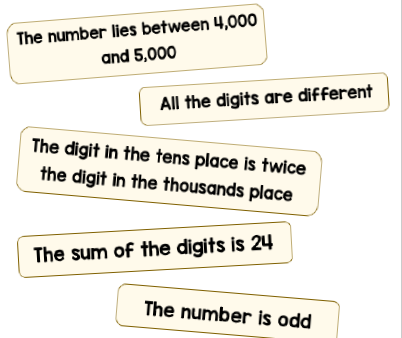 The number lies between 4,000
and 5,000
All the digits are different
The digit in the tens place is twice
the digit in the thousands place
The sum of the digits is 24
The number is odd